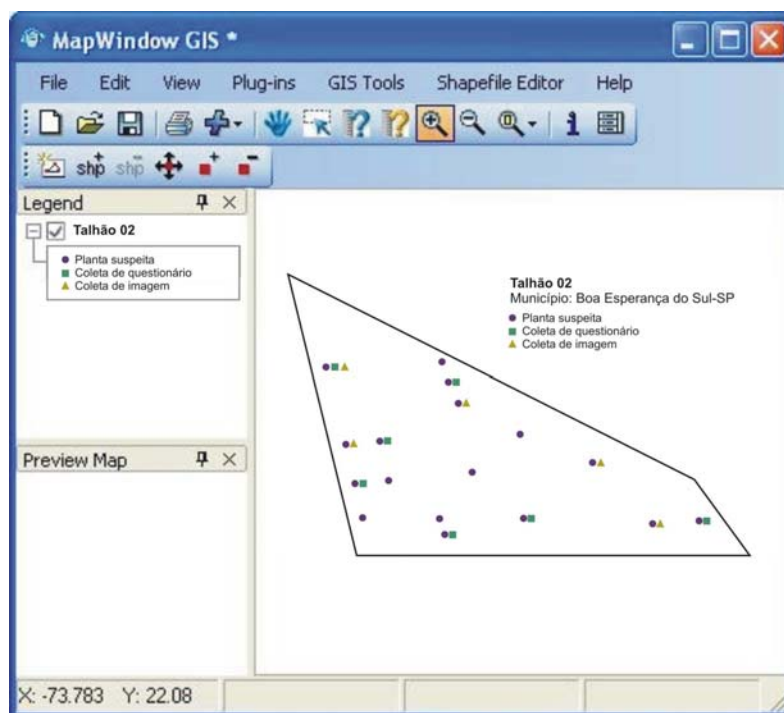 MapWindow GIS *
File Edit View Plug-ins GIS Tools Shapefile Editor Help
shp shp
Legend
Talhão 02
Planta suspeita
Coleta de questionário
Coleta de imagem
Talhão 02
Município: Boa Esperança do Sul-SP
Planta suspeita
Coleta de questionário
Coleta de imagem
Preview Map
X: -73.783 Y: 22.08